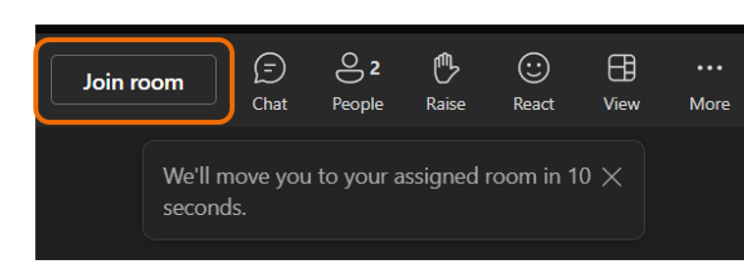 Join room
2
Chat
People
Raise
React
View
More
We'll move you to your assigned room in 10
seconds.